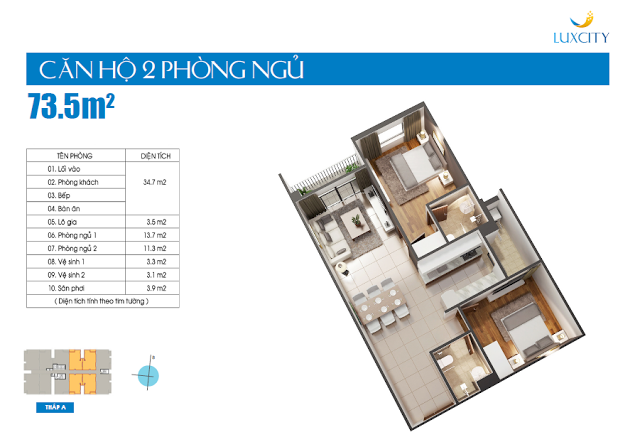 LUXCITY
CĂN HỘ 2 PHÒNG NGỦ
73.5m²
TÊN PHÒNG DIỆN TÍCH
01. Lối vào
02. Phòng khách 34.7 m2
03. Bếp
04. Bàn ăn
05. Lô gia 3.5 m2
06. Phòng ngủ 1 13.7 m2
07. Phòng ngủ 2 11.3 m2
08. Vệ sinh 1 3.3 m2
09. Vệ sinh 2 3.1 m2
10. Sân phơi 3.9 m2
( Diện tích tính theo tim tường )
THÁP A